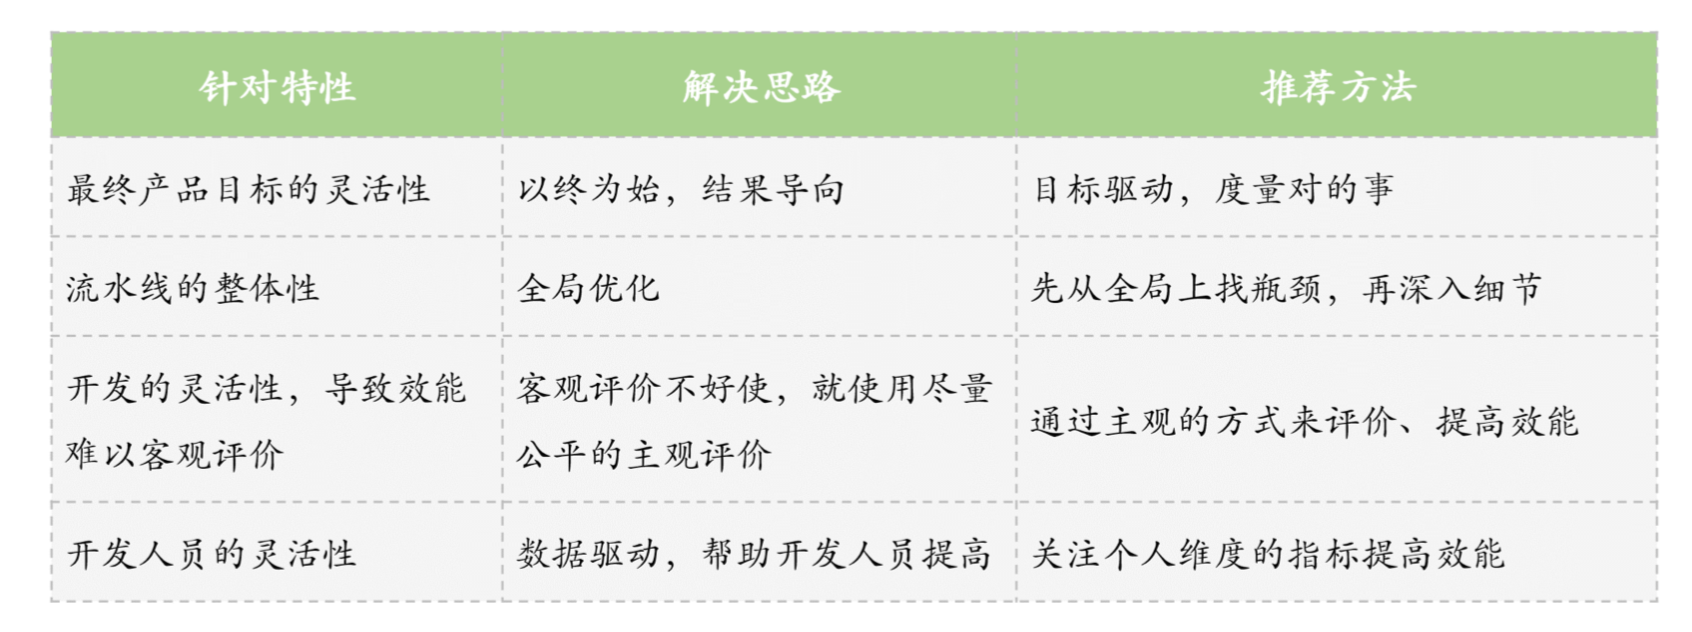 针对特性
解决思路
推荐方法
最终产品目标的灵活性
以终为始，结果导向
目标驱动，度量对的事
流水线的整体性
全局优化
先从全局上找瓶颈，再深入细节
开发的灵活性，导致效能
难以客观评价
客观评价不好使，就使用尽量
公平的主观评价
通过主观的方式来评价、提高效能
开发人员的灵活性
数据驱动，帮助开发人员提高
关注个人维度的指标提高效能